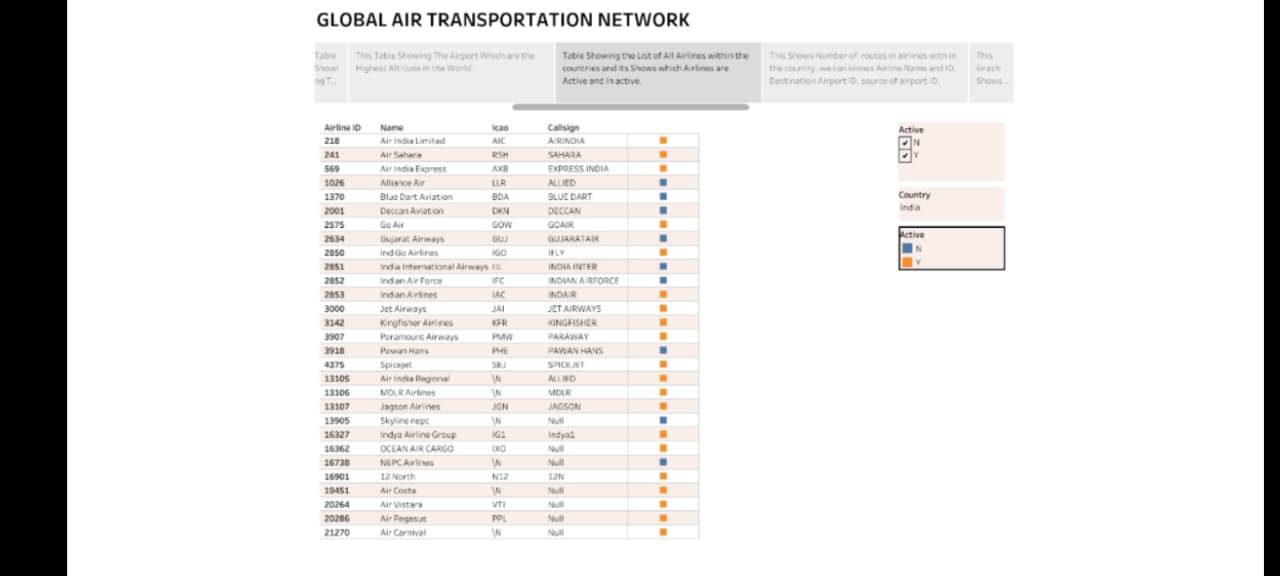 GLOBAL AIR TRANSPORTATION NETWORK
Table
Showi
ng T...
This Table Showing The Airport Which are the
Highest Altitude in the World.
Table Showing the List of All Airlines within the
countries and its Shows which Airlines are
Active and In active.
This Shows Number of routes in airlines with in
the country, we can knows Airline Name and ID,
Destination Airport ID, source of airport ID.
This
Graph
Shows...
Airline ID Name Icao Callsign
218 Air India Limited AIC AIRINDIA
241 Air Sahara RSH SAHARA
569 Air India Express AXB EXPRESS INDIA
1026 Alliance Air LLR ALLIED
1370 Blue Dart Aviation BDA BLUE DART
2001 Deccan Aviation DKN DECCAN
2575 Go Air GOW GOAIR
2634 Gujarat Airways GUJ GUJARATAIR
2850 IndiGo Airlines IGO IFLY
2851 India International Airways IIL INDIA INTER
2852 Indian Air Force IFC INDIAN AIRFORCE
2853 Indian Airlines IAC INDAIR
3000 Jet Airways JAI JET AIRWAYS
3142 Kingfisher Airlines KFR KINGFISHER
3907 Paramount Airways PMW PARAWAY
3918 Pawan Hans PHE PAWAN HANS
4375 Spicejet SEJ SPICEJET
13105 Air India Regional \N ALLIED
13106 MDLR Airlines \N MDLR
13107 Jagson Airlines JGN JAGSON
13905 Skyline nepc \N Null
16327 Indya Airline Group IG1 Indya1
16362 OCEAN AIR CARGO IXO Null
16738 NEPC Airlines \N Null
16901 12 North N12 12N
19451 Air Costa \N Null
20264 Air Vistara VTI Null
20286 Air Pegasus PPL Null
21270 Air Carnival \N Null
Active
N
Y
Country
India
Active
N
Y